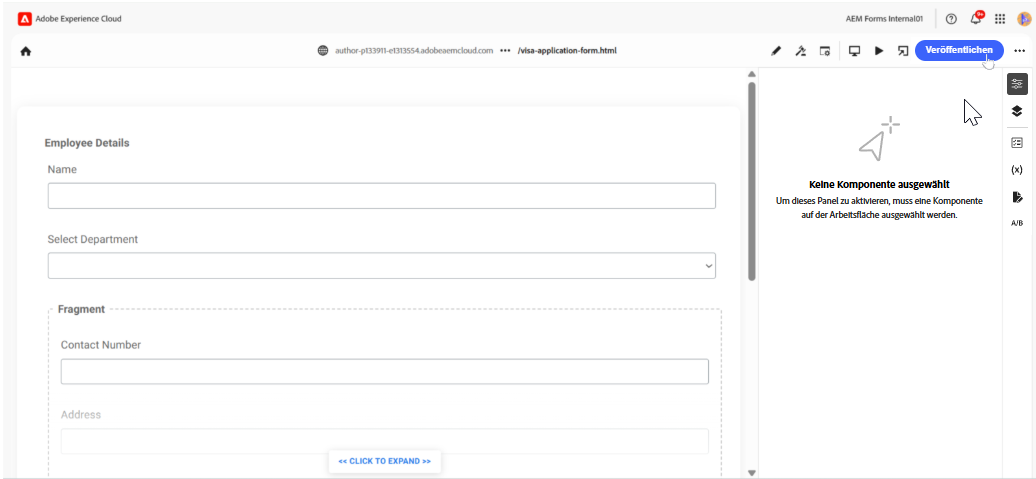 Adobe Experience Cloud
AEM Forms Internal01
9+
author-p133911-e1313554.adobeaemcloud.com ••• /visa-application-form.html
Veröffentlichen
Employee Details
Name
Select Department
Fragment
Contact Number
Address
<< CLICK TO EXPAND >>
Keine Komponente ausgewählt
Um dieses Panel zu aktivieren, muss eine Komponente
auf der Arbeitsfläche ausgewählt werden.
(x)
A/B